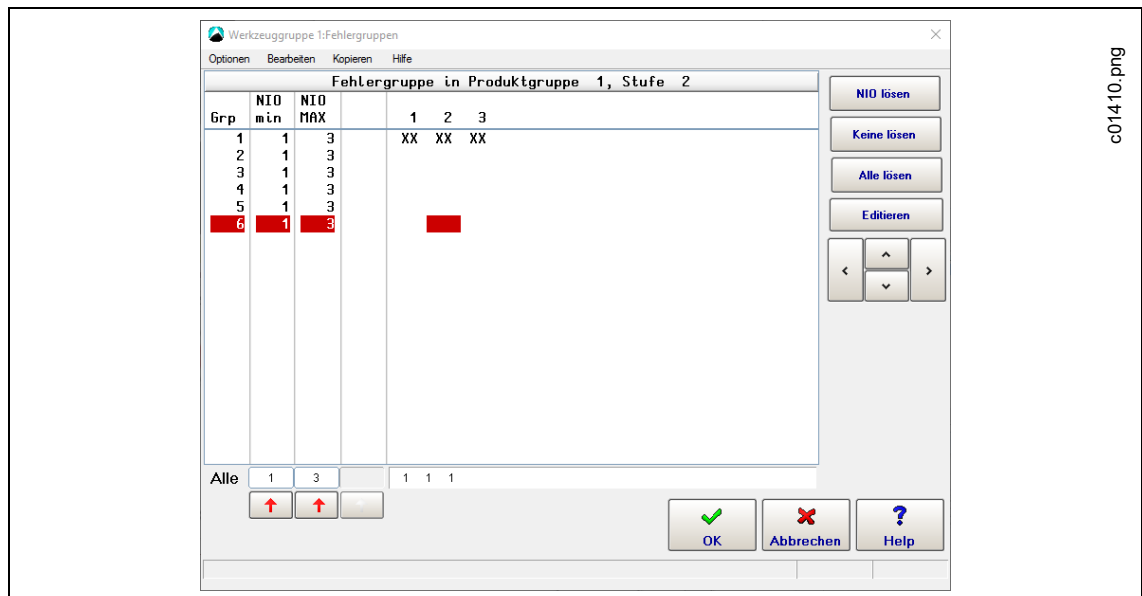 Werkzeuggruppe 1:Fehlergruppen
Optionen Bearbeiten Kopieren Hilfe
Fehlergruppe in Produktgruppe 1, Stufe 2
NIO NIO
Grp min MAX 1 2 3
1 1 3 XX XX XX
2 1 3
3 1 3
4 1 3
5 1 3
6 1 3
Alle 1 3 1 1 1
NIO lösen
Keine lösen
Alle lösen
Editieren
OK Abbrechen Help
c01410.png